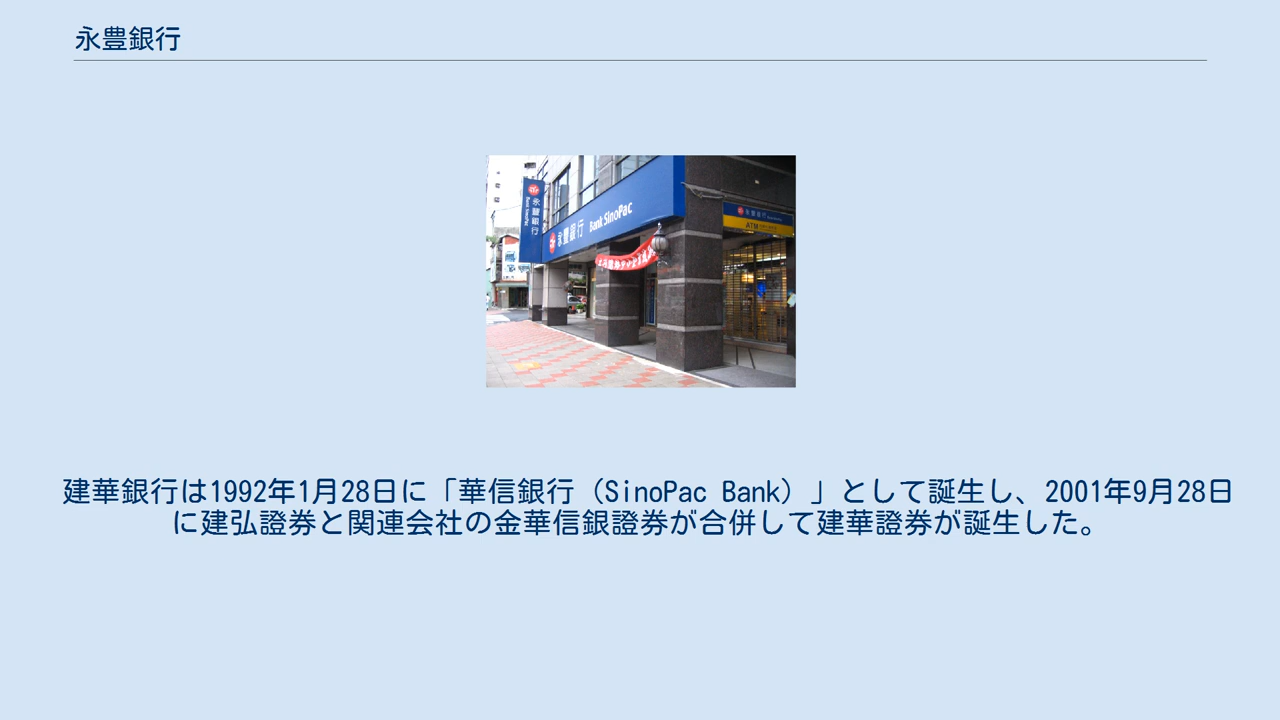 永豊銀行
永豐銀行
Bank SinoPac
永豐銀行 Bank SinoPac
永豐銀行
ATM
建華銀行は1992年1月28日に「華信銀行（SinoPac Bank）」として誕生し、2001年9月28日
に建弘證券と関連会社の金華信銀證券が合併して建華證券が誕生した。